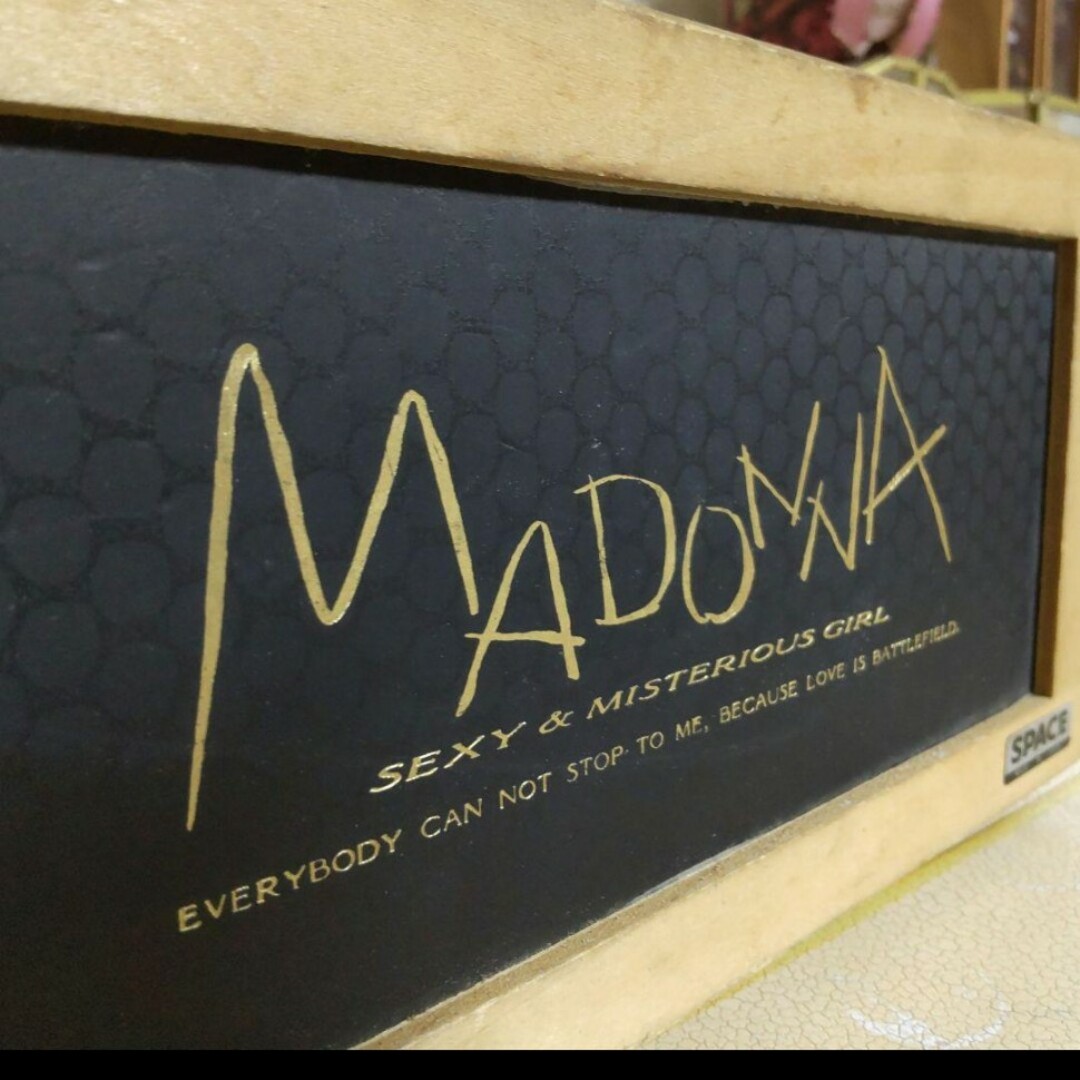 MADONNA
SEXY & MISTERIOUS GIRL
EVERYBODY CAN NOT STOP TO ME, BECAUSE LOVE IS BATTLEFIELD.
SPACE